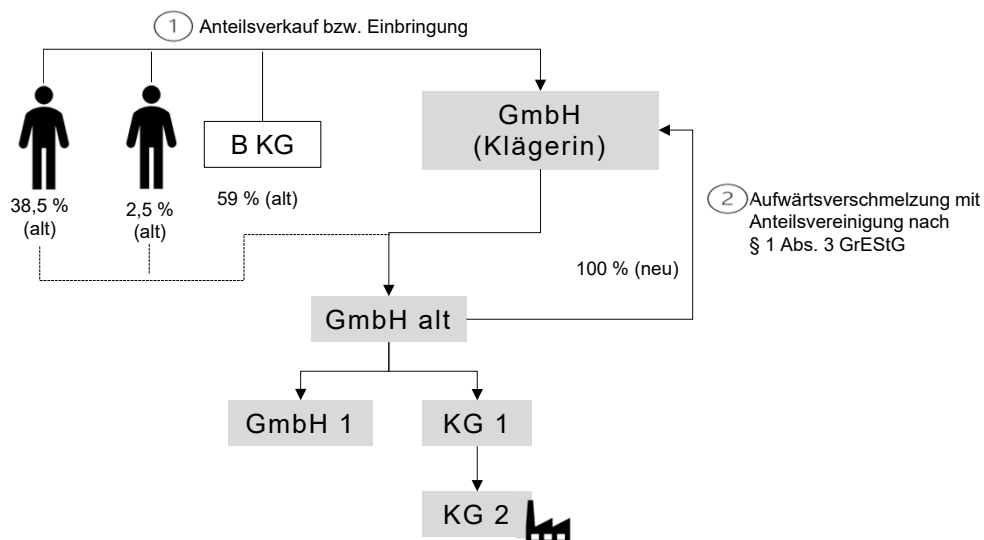 1 Anteilsverkauf bzw. Einbringung
GmbH
(Klägerin)
B KG
38,5 %
(alt)
2,5 %
(alt)
59 % (alt)
2 Aufwärtsverschmelzung mit
Anteilsvereinigung nach
§ 1 Abs. 3 GrEStG
100 % (neu)
GmbH alt
GmbH 1
KG 1
KG 2